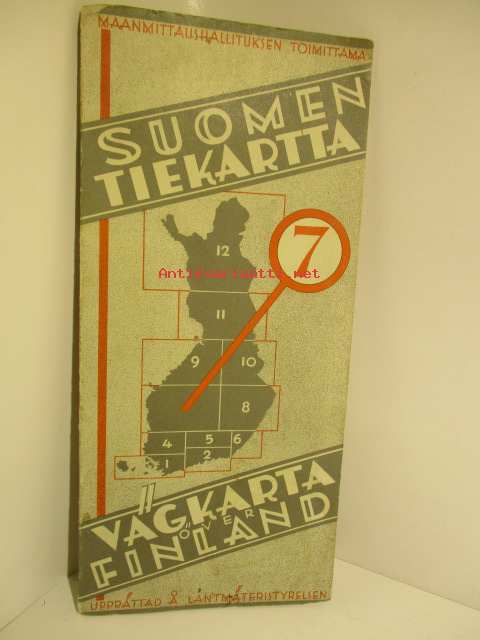 MAANMITTAUSHALLITUKSEN TOIMITTAMA
SUOMEN
TIEKARTTA
7
12
Antikvariaatti.net
11
9 10
8
4 5 6
1 2
VÄGKARTA
ÖVER
FINLAND
UPPRÄTTAD Å LANTMÄTERISTYRELSEN